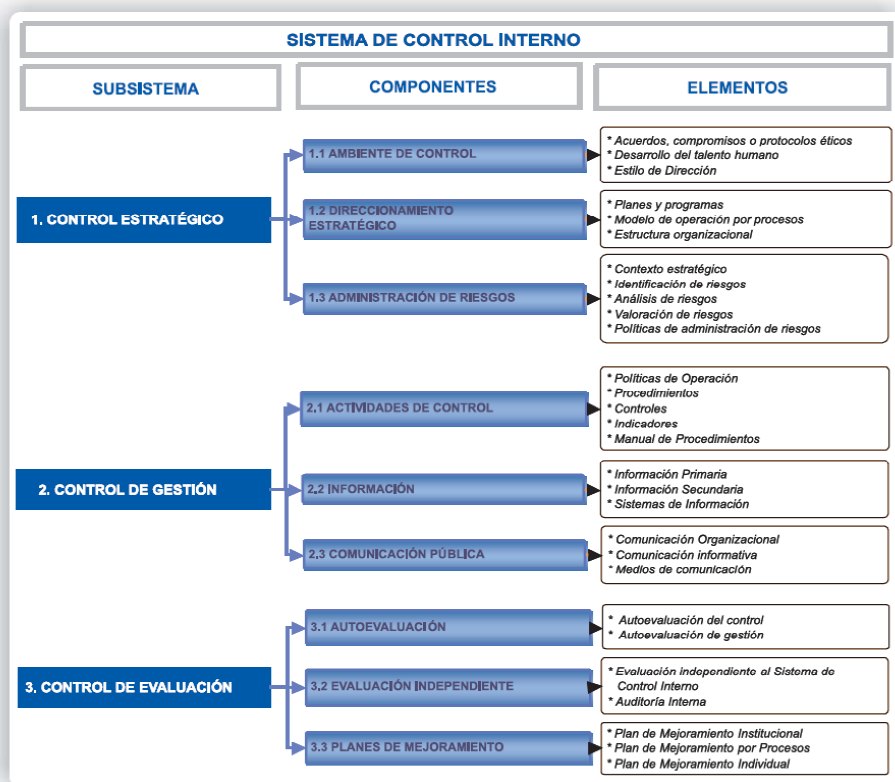 SISTEMA DE CONTROL INTERNO
SUBSISTEMA
COMPONENTES
ELEMENTOS
1. CONTROL ESTRATÉGICO
1.1 AMBIENTE DE CONTROL
* Acuerdos, compromisos o protocolos éticos
* Desarrollo del talento humano
* Estilo de Dirección
1.2 DIRECCIONAMIENTO
ESTRATÉGICO
* Planes y programas
* Modelo de operación por procesos
* Estructura organizacional
1.3 ADMINISTRACIÓN DE RIESGOS
* Contexto estratégico
* Identificación de riesgos
* Análisis de riesgos
* Valoración de riesgos
* Políticas de administración de riesgos
2. CONTROL DE GESTIÓN
2.1 ACTIVIDADES DE CONTROL
* Políticas de Operación
* Procedimientos
* Controles
* Indicadores
* Manual de Procedimientos
2.2 INFORMACIÓN
* Información Primaria
* Información Secundaria
* Sistemas de Información
2.3 COMUNICACIÓN PÚBLICA
* Comunicación Organizacional
* Comunicación informativa
* Medios de comunicación
3. CONTROL DE EVALUACIÓN
3.1 AUTOEVALUACIÓN
* Autoevaluación del control
* Autoevaluación de gestión
3.2 EVALUACIÓN INDEPENDIENTE
* Evaluación independiente al Sistema de
Control Interno
* Auditoría Interna
3.3 PLANES DE MEJORAMIENTO
* Plan de Mejoramiento Institucional
* Plan de Mejoramiento por Procesos
* Plan de Mejoramiento Individual